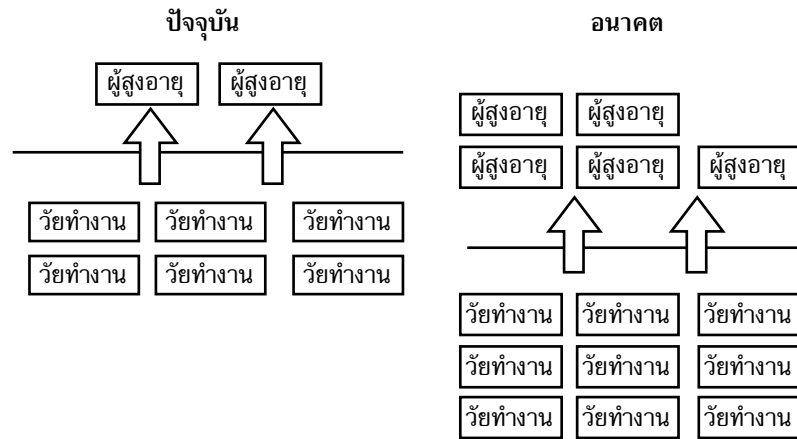 ปัจจุบัน
ผู้สูงอายุ ผู้สูงอายุ
วัยทำงาน วัยทำงาน วัยทำงาน
วัยทำงาน วัยทำงาน วัยทำงาน
อนาคต
ผู้สูงอายุ ผู้สูงอายุ
ผู้สูงอายุ ผู้สูงอายุ ผู้สูงอายุ
วัยทำงาน วัยทำงาน วัยทำงาน
วัยทำงาน วัยทำงาน วัยทำงาน
วัยทำงาน วัยทำงาน วัยทำงาน